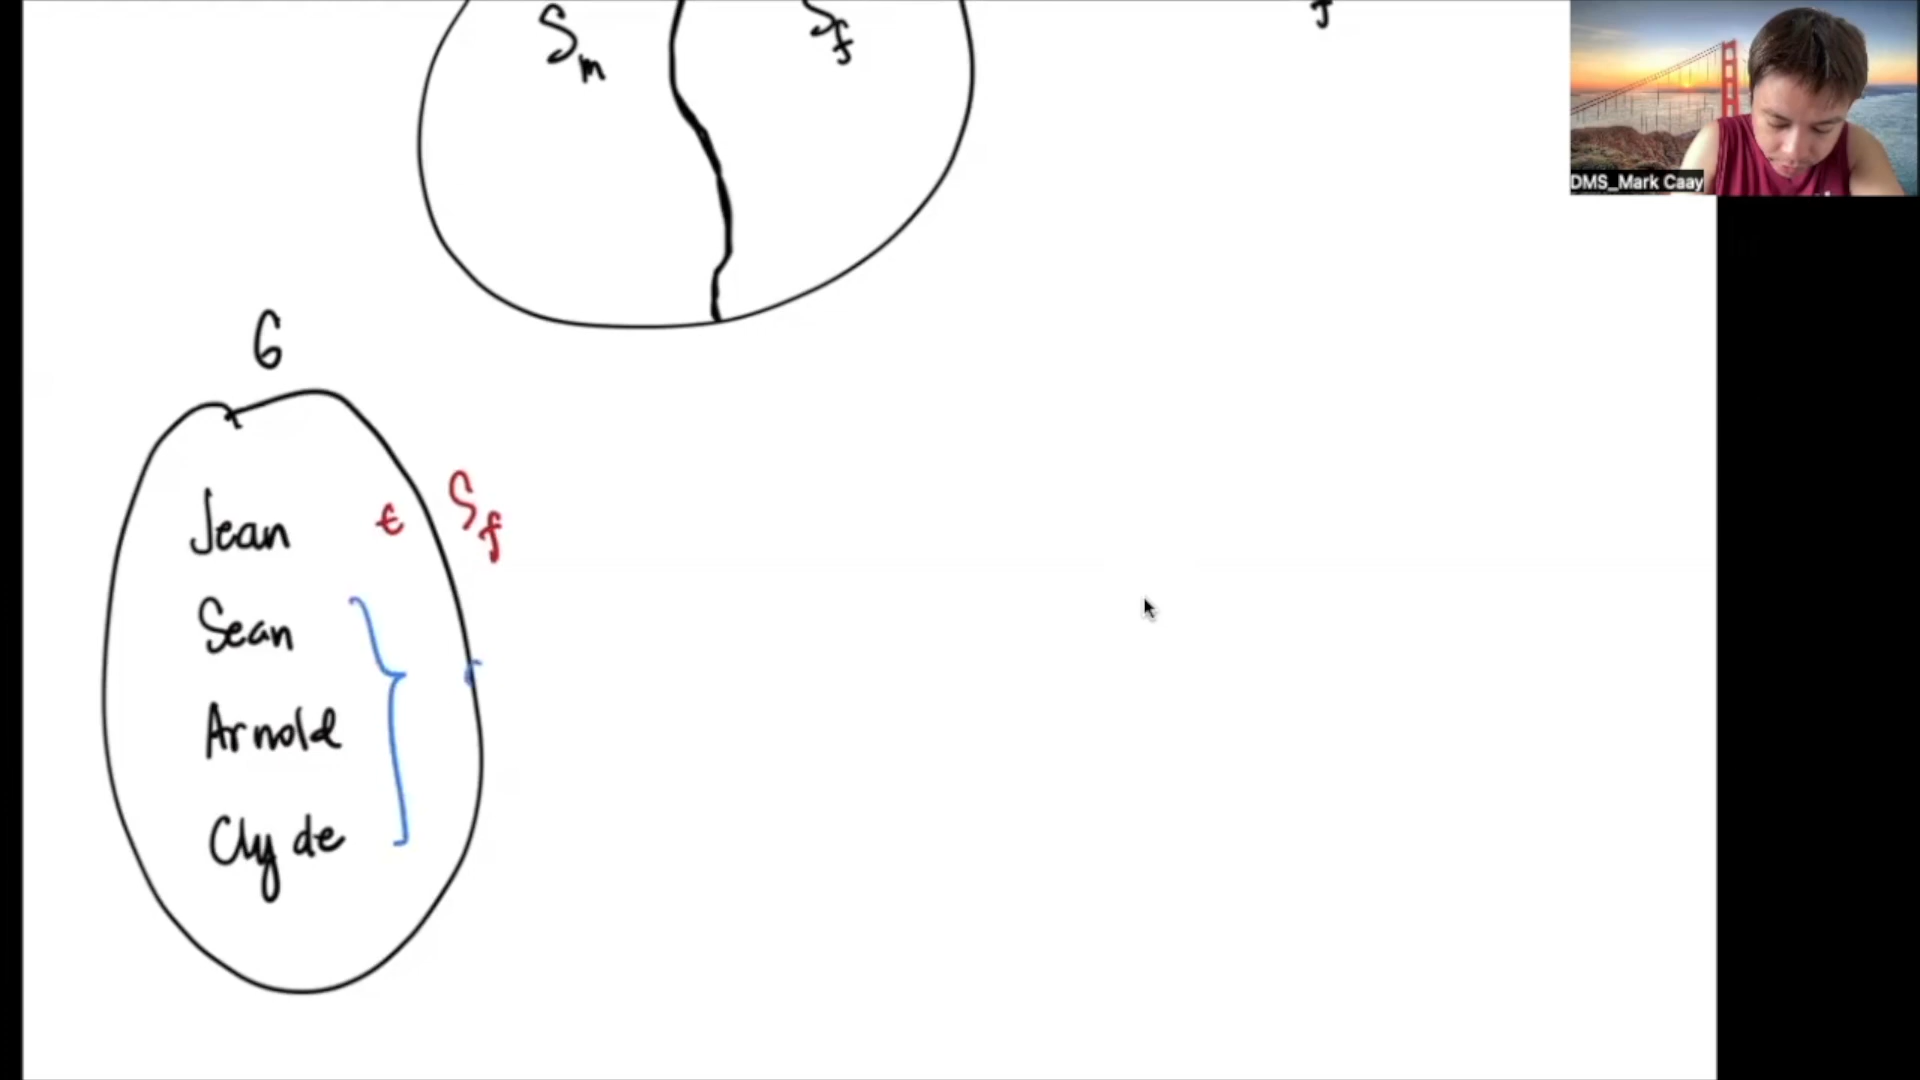 S_m
S_f
f
DMS_Mark Caay
G
Jean ∈ S_f
Sean
Arnold
Clyde